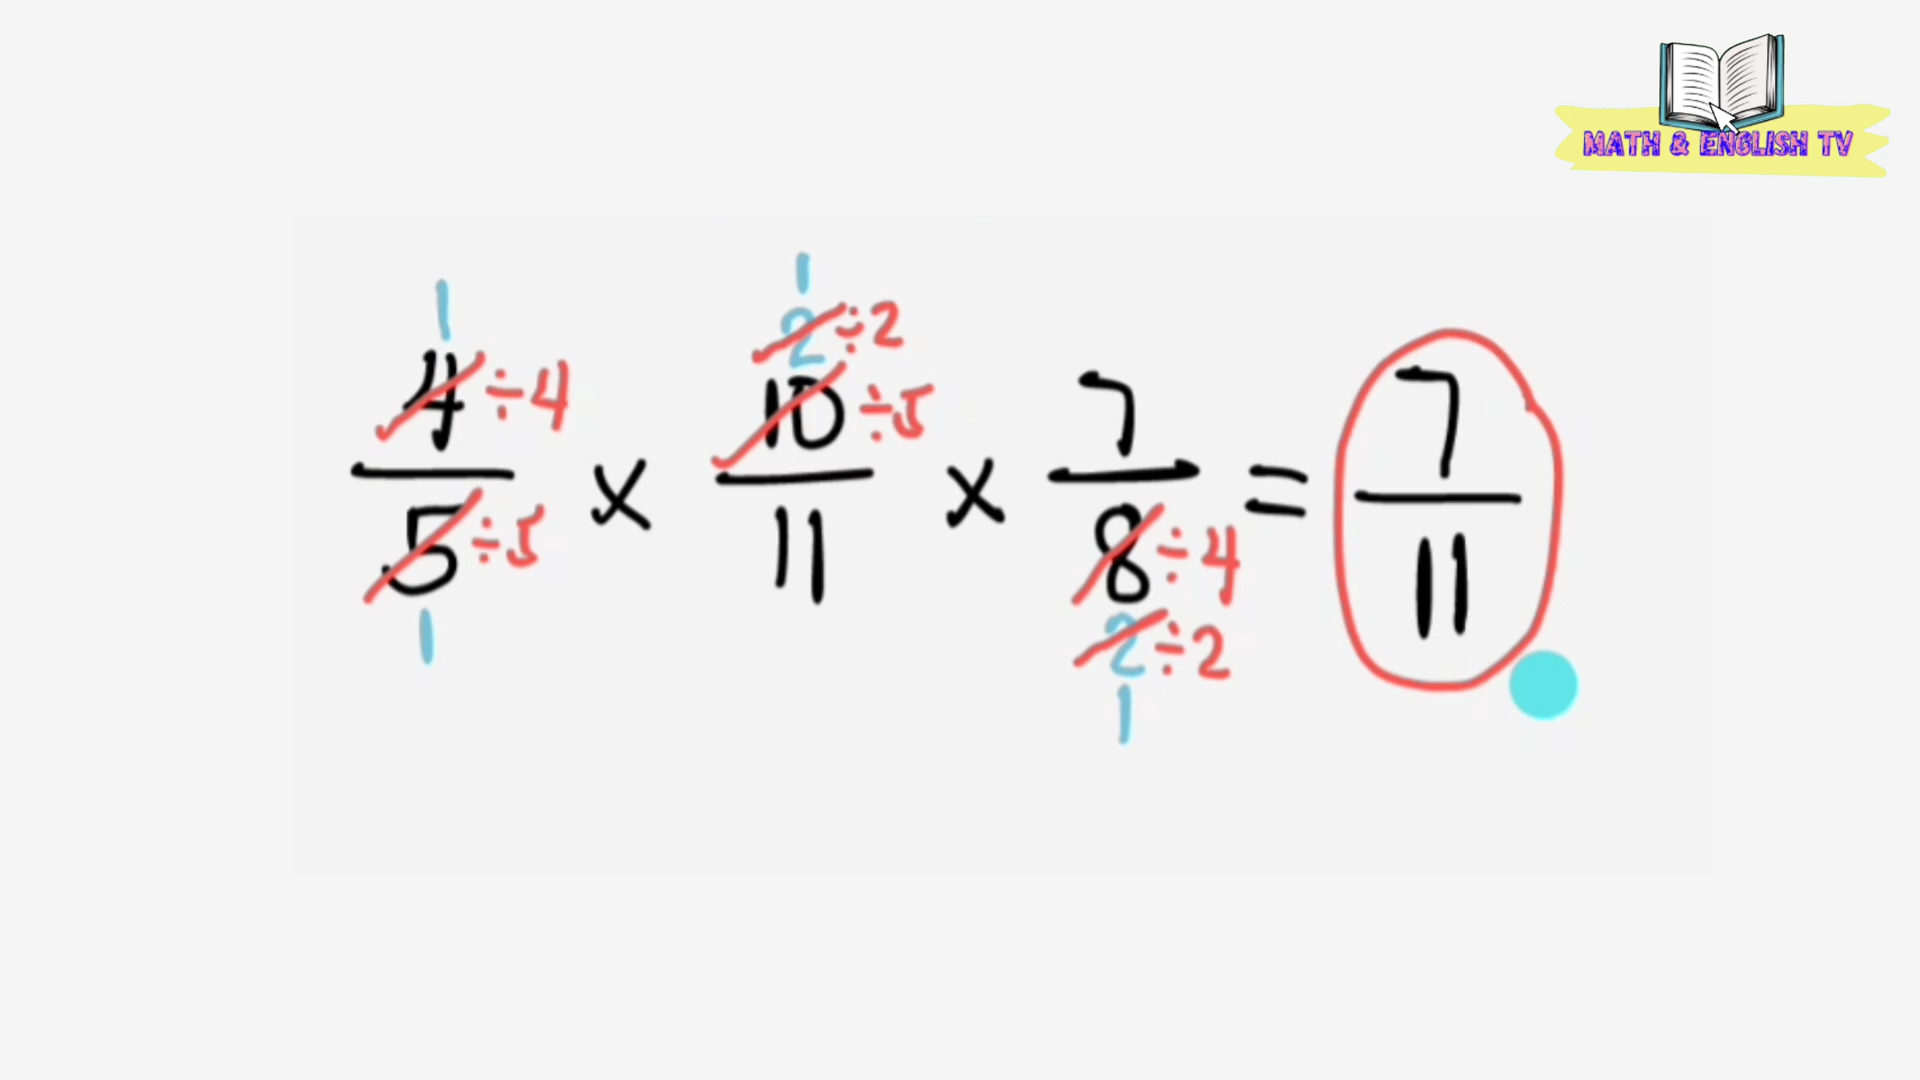 MATH & ENGLISH TV
1 1
2 ÷2
4 ÷4 10 ÷5 7 7
— x — x — = —
5 ÷5 11 8 ÷4 11
1 2 ÷2
1